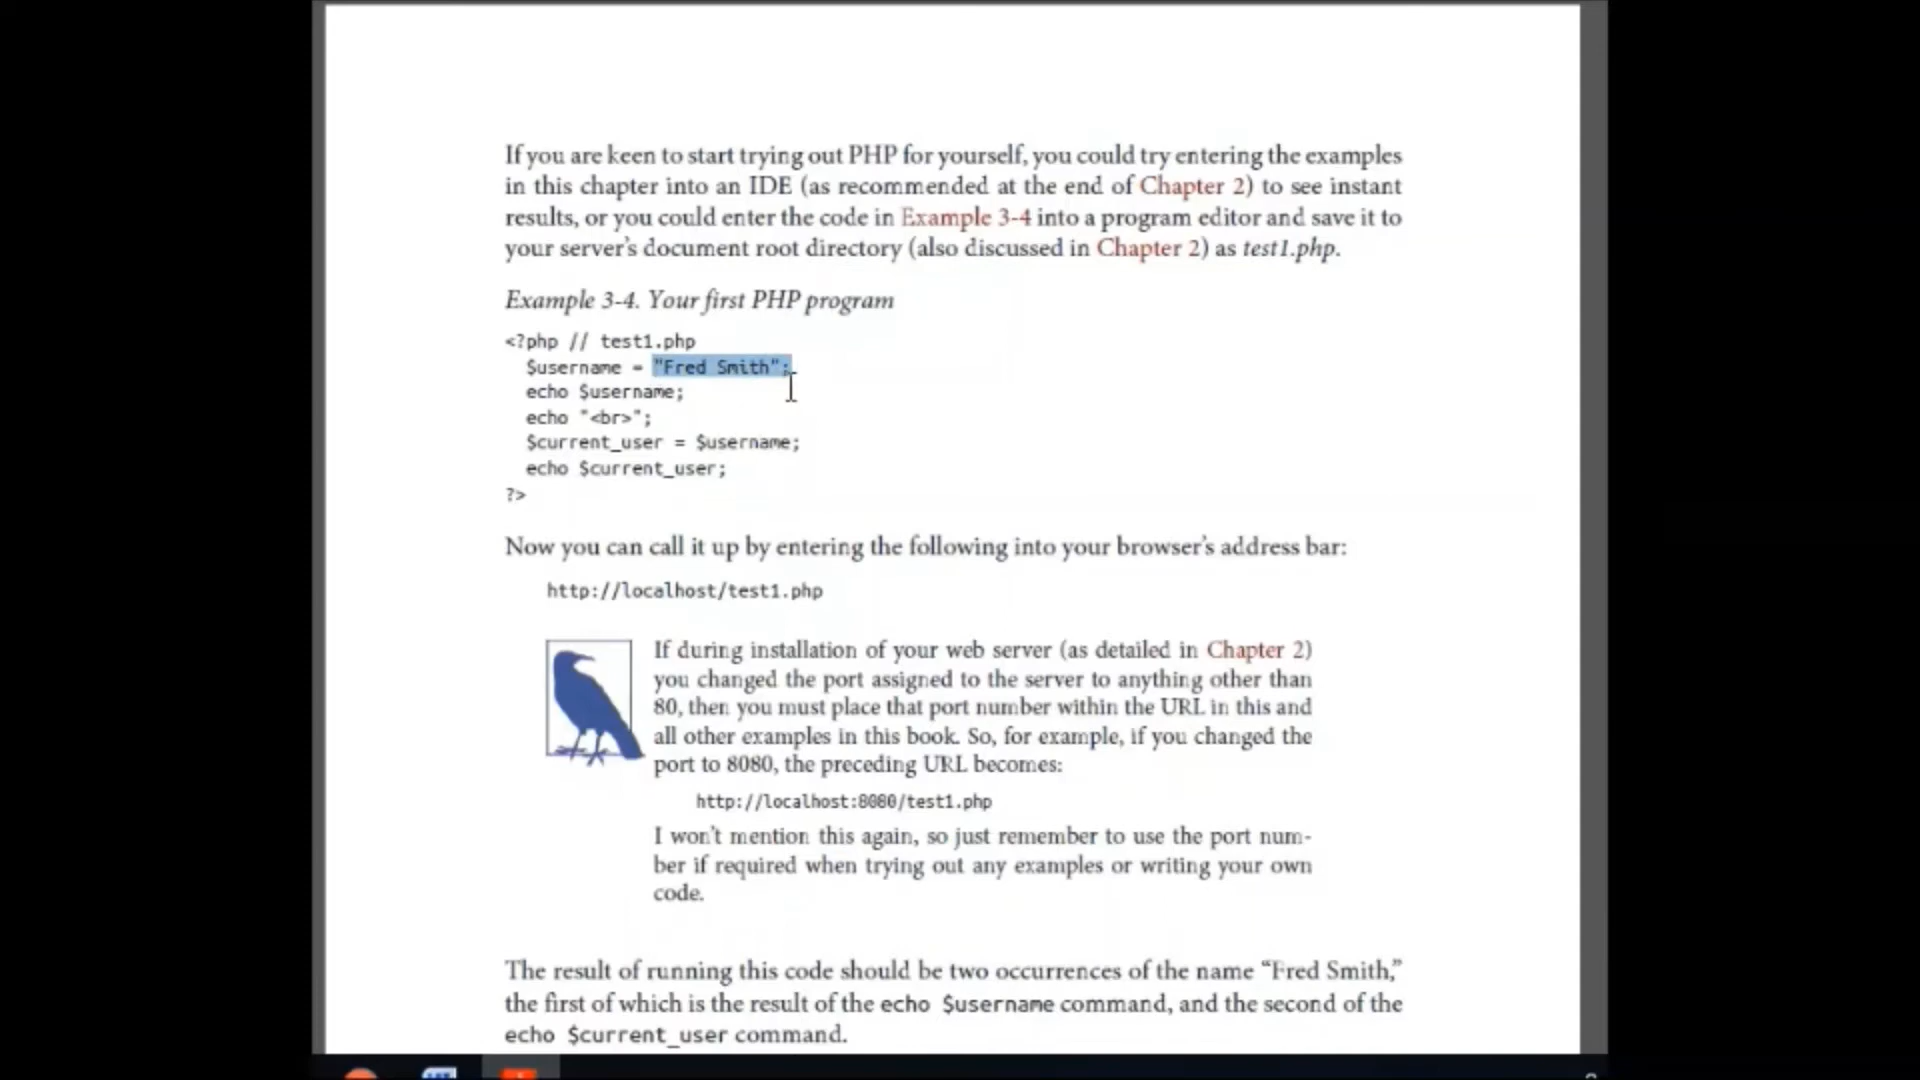 If you are keen to start trying out PHP for yourself, you could try entering the examples
in this chapter into an IDE (as recommended at the end of Chapter 2) to see instant
results, or you could enter the code in Example 3-4 into a program editor and save it to
your server's document root directory (also discussed in Chapter 2) as test1.php.
Example 3-4. Your first PHP program
<?php // test1.php
$username = "Fred Smith";
echo $username;
echo "<br>";
$current_user = $username;
echo $current_user;
?>
Now you can call it up by entering the following into your browser's address bar:
http://localhost/test1.php
If during installation of your web server (as detailed in Chapter 2)
you changed the port assigned to the server to anything other than
80, then you must place that port number within the URL in this and
all other examples in this book. So, for example, if you changed the
port to 8080, the preceding URL becomes:
http://localhost:8080/test1.php
I won't mention this again, so just remember to use the port num-
ber if required when trying out any examples or writing your own
code.
The result of running this code should be two occurrences of the name “Fred Smith,”
the first of which is the result of the echo $username command, and the second of the
echo $current_user command.